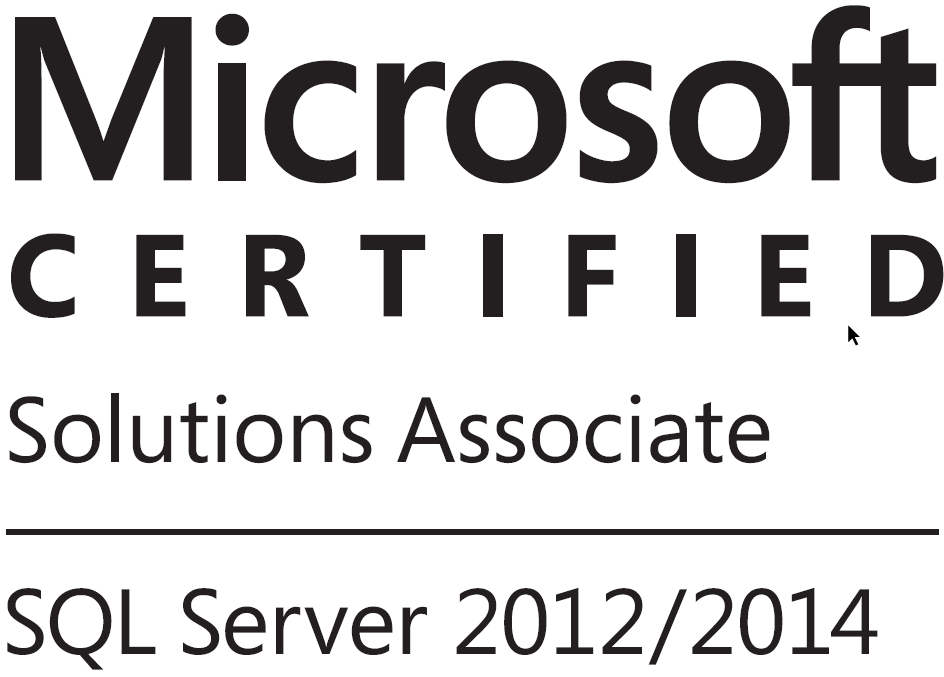 Microsoft
CERTIFIED
Solutions Associate
SQL Server 2012/2014